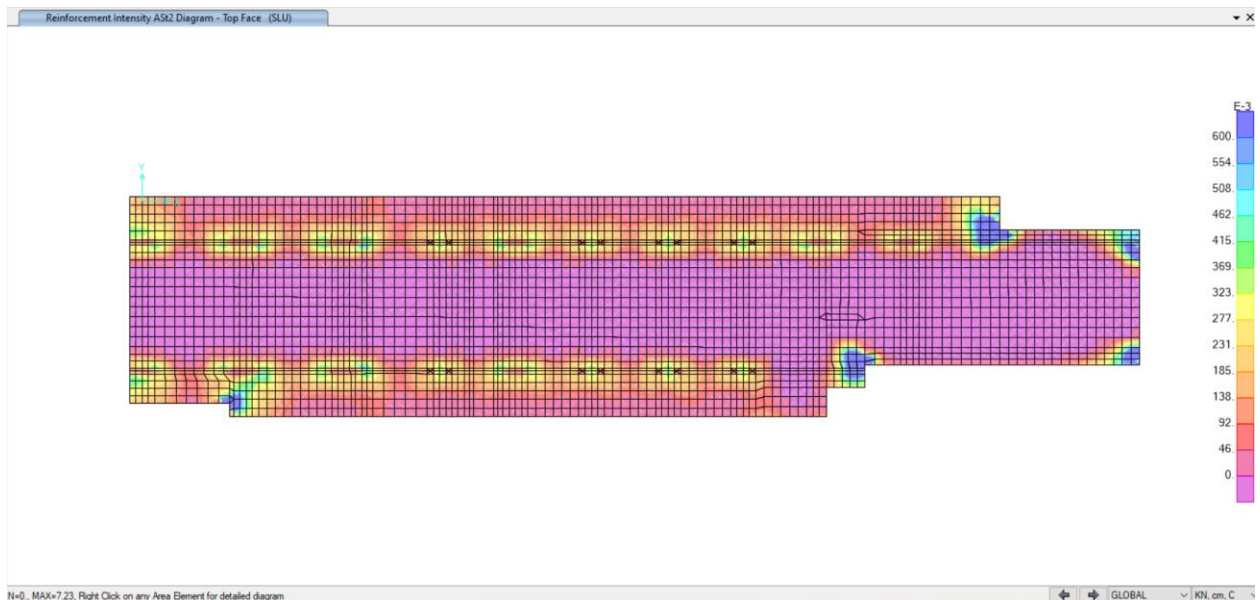 Reinforcement Intensity ASt2 Diagram - Top Face (SLU)
E-3
600.
554.
508.
462.
415.
369.
323.
277.
231.
185.
138.
92.
46.
0.
Y
N=0., MAX=7.23, Right Click on any Area Element for detailed diagram
GLOBAL
KN, cm, C